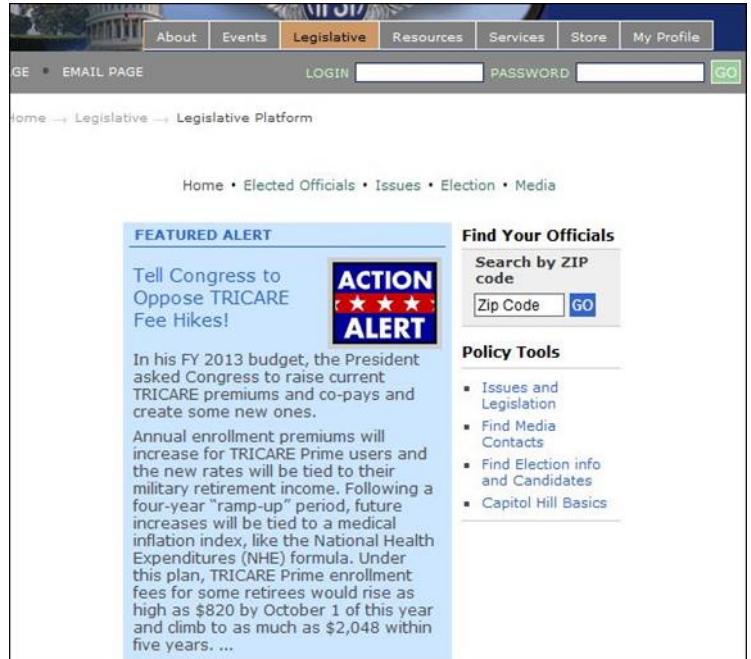 About Events Legislative Resources Services Store My Profile
GE • EMAIL PAGE LOGIN PASSWORD GO
Home → Legislative → Legislative Platform
Home • Elected Officials • Issues • Election • Media
FEATURED ALERT
Tell Congress to
Oppose TRICARE
Fee Hikes!
ACTION
ALERT
In his FY 2013 budget, the President
asked Congress to raise current
TRICARE premiums and co-pays and
create some new ones.
Annual enrollment premiums will
increase for TRICARE Prime users and
the new rates will be tied to their
military retirement income. Following a
four-year “ramp-up” period, future
increases will be tied to a medical
inflation index, like the National Health
Expenditures (NHE) formula. Under
this plan, TRICARE Prime enrollment
fees for some retirees would rise as
high as $820 by October 1 of this year
and climb to as much as $2,048 within
five years. ...
Find Your Officials
Search by ZIP
code
Zip Code GO
Policy Tools
▪ Issues and
Legislation
▪ Find Media
Contacts
▪ Find Election info
and Candidates
▪ Capitol Hill Basics